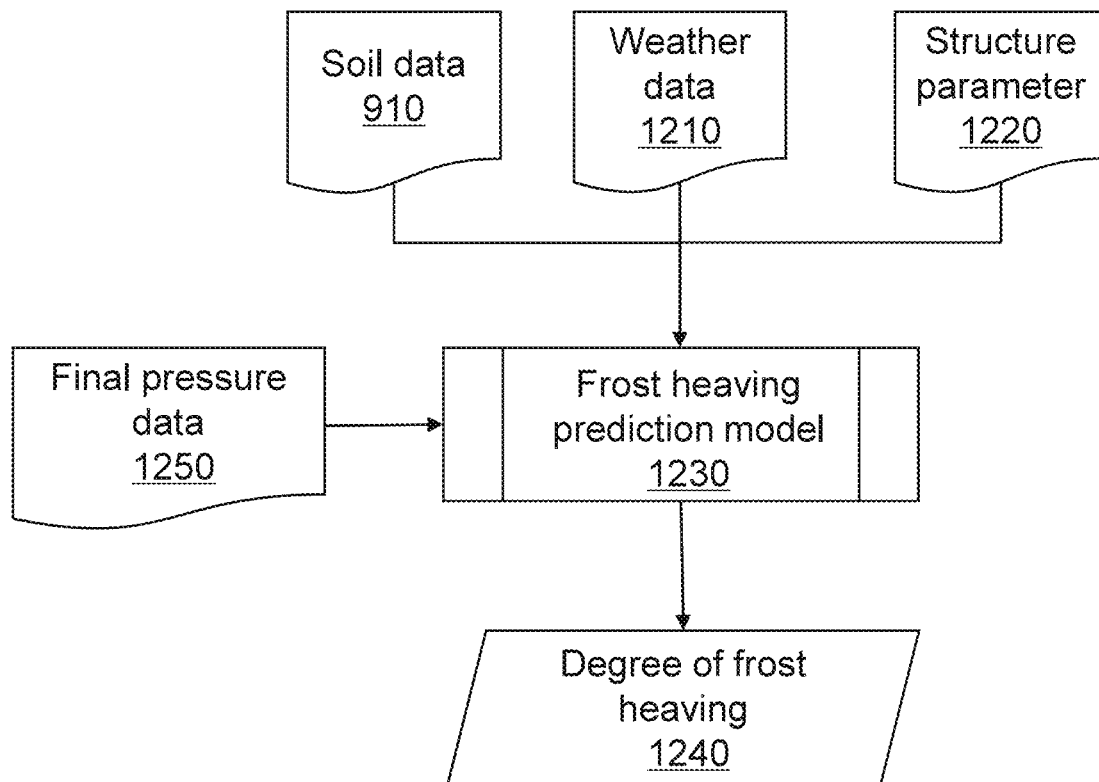 Soil data
910
Weather
data
1210
Structure
parameter
1220
Final pressure
data
1250
Frost heaving
prediction model
1230
Degree of frost
heaving
1240